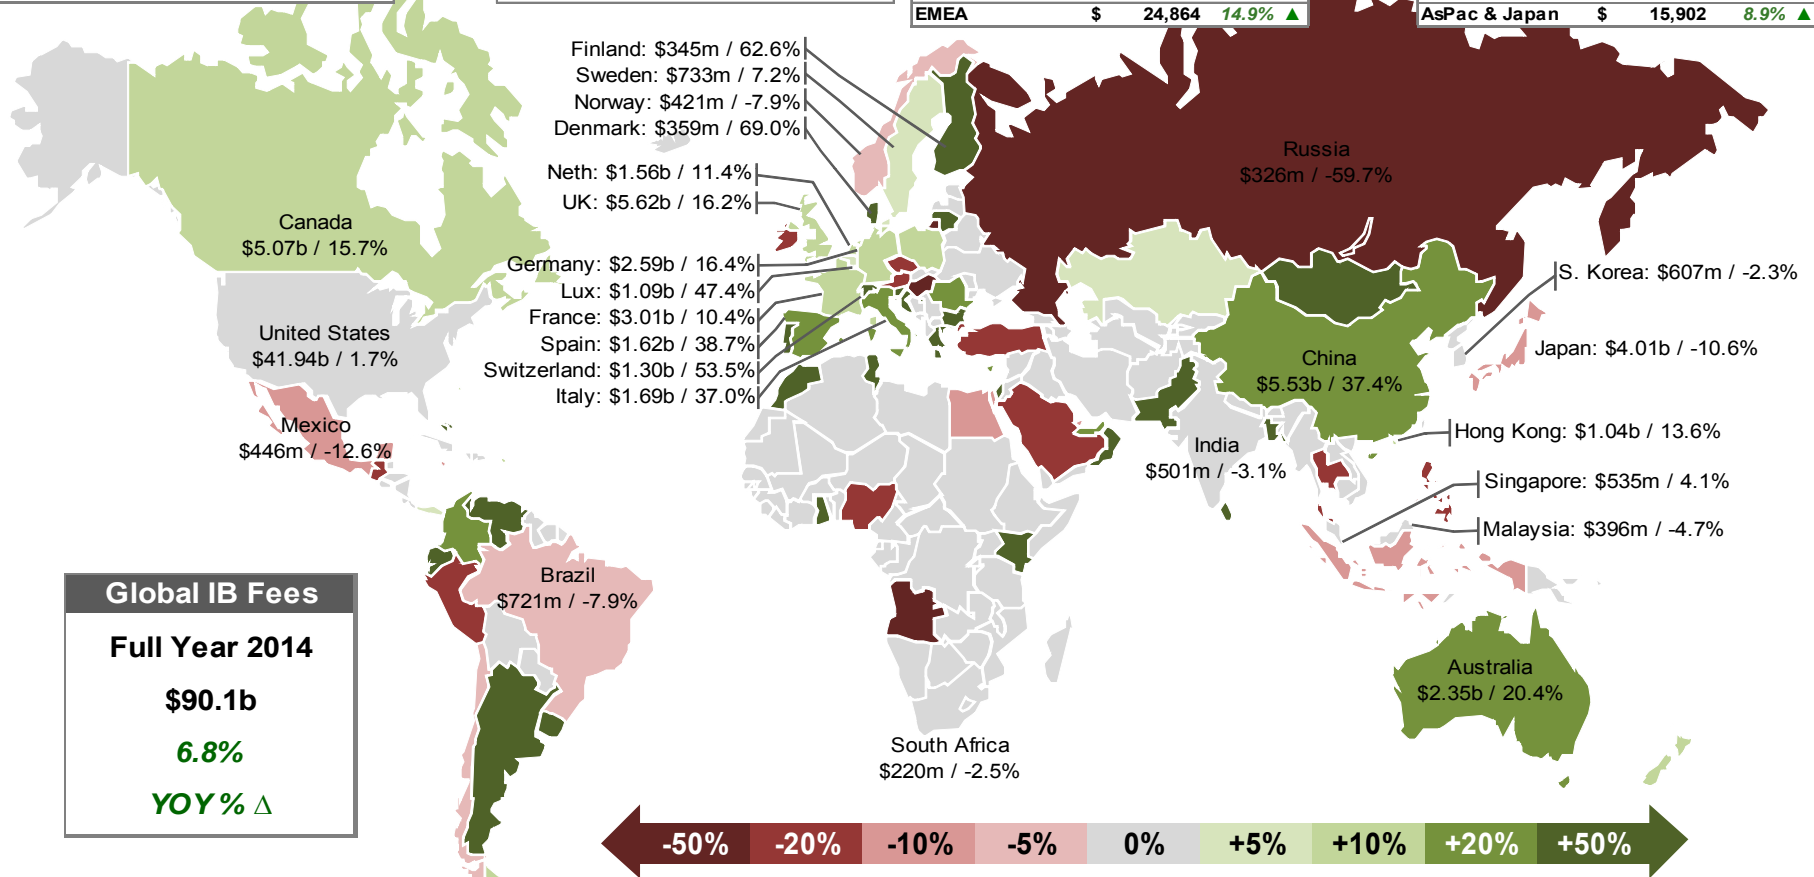 EMEA $ 24,864 14.9% ▲
AsPac & Japan $ 15,902 8.9% ▲
Finland: $345m / 62.6%
Sweden: $733m / 7.2%
Norway: $421m / -7.9%
Denmark: $359m / 69.0%
Neth: $1.56b / 11.4%
UK: $5.62b / 16.2%
Germany: $2.59b / 16.4%
Lux: $1.09b / 47.4%
France: $3.01b / 10.4%
Spain: $1.62b / 38.7%
Switzerland: $1.30b / 53.5%
Italy: $1.69b / 37.0%
Russia
$326m / -59.7%
Canada
$5.07b / 15.7%
United States
$41.94b / 1.7%
Mexico
$446m / -12.6%
S. Korea: $607m / -2.3%
Japan: $4.01b / -10.6%
China
$5.53b / 37.4%
Hong Kong: $1.04b / 13.6%
India
$501m / -3.1%
Singapore: $535m / 4.1%
Malaysia: $396m / -4.7%
Brazil
$721m / -7.9%
Australia
$2.35b / 20.4%
South Africa
$220m / -2.5%
Global IB Fees
Full Year 2014
$90.1b
6.8%
YOY % Δ
-50% -20% -10% -5% 0% +5% +10% +20% +50%